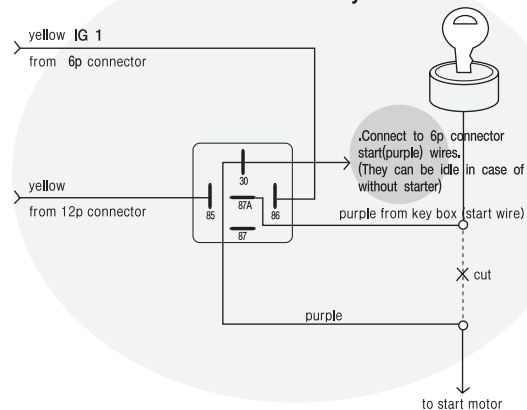 yellow IG 1
from 6p connector
.Connect to 6p connector
start(purple) wires.
(They can be idle in case of
without starter)
30
yellow
87A
85
86
from 12p connector
purple from key box (start wire)
87
cut
purple
to start motor